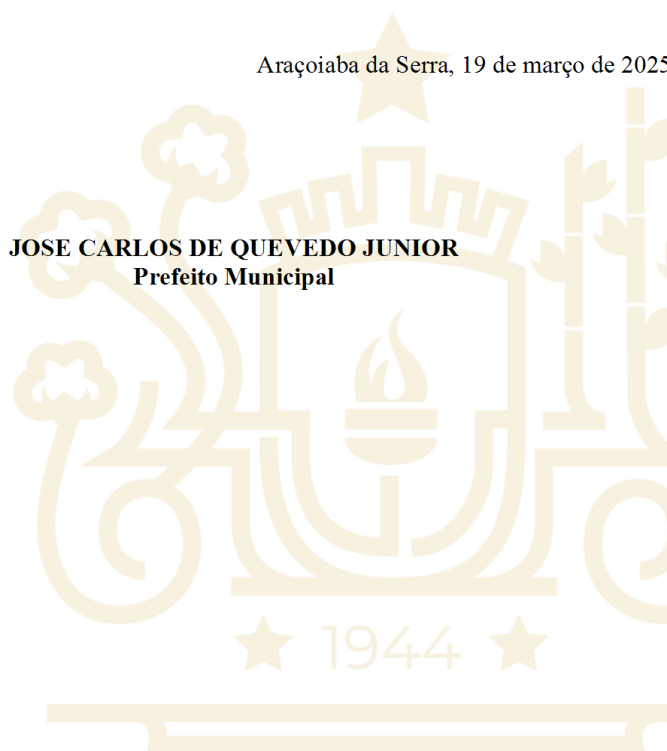 Araçoiaba da Serra, 19 de março de 2025
JOSE CARLOS DE QUEVEDO JUNIOR
Prefeito Municipal
1944